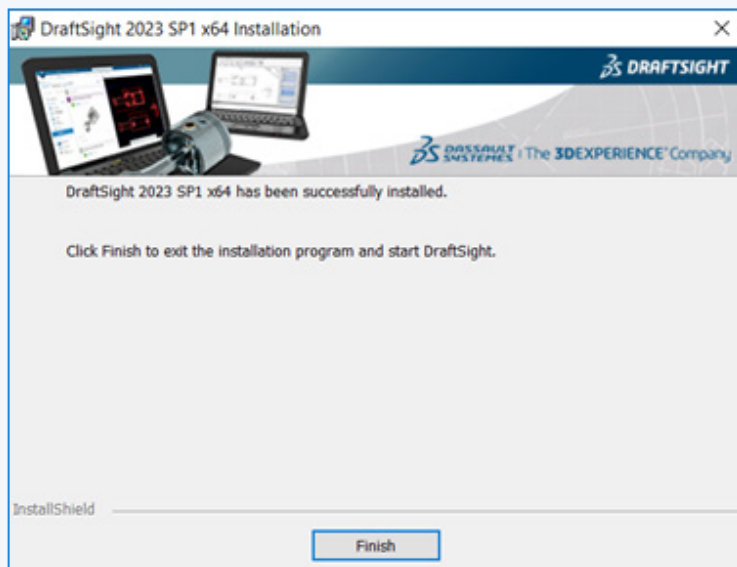 DraftSight 2023 SP1 x64 Installation
DRAFTSIGHT
DASSAULT SYSTEMES | The 3DEXPERIENCE® Company
DraftSight 2023 SP1 x64 has been successfully installed.
Click Finish to exit the installation program and start DraftSight.
InstallShield
Finish